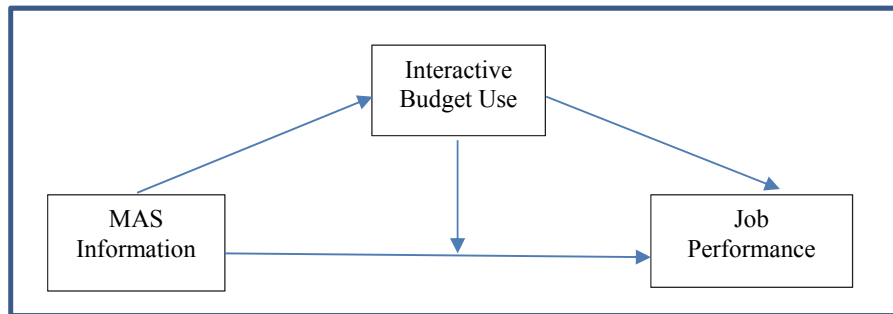 Interactive
Budget Use
MAS
Information
Job
Performance